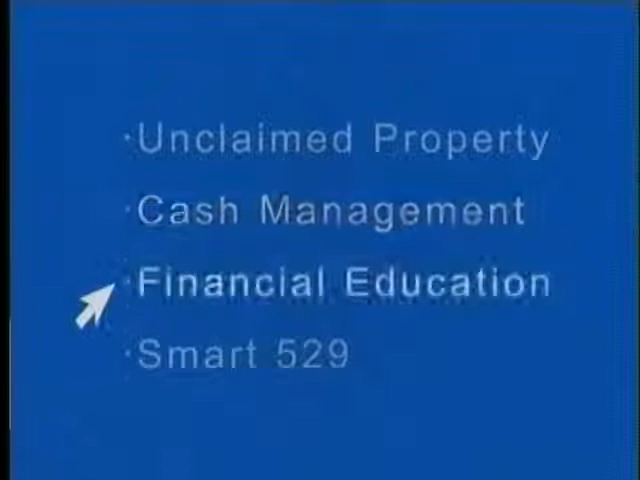 ·Unclaimed Property
·Cash Management
·Financial Education
·Smart 529